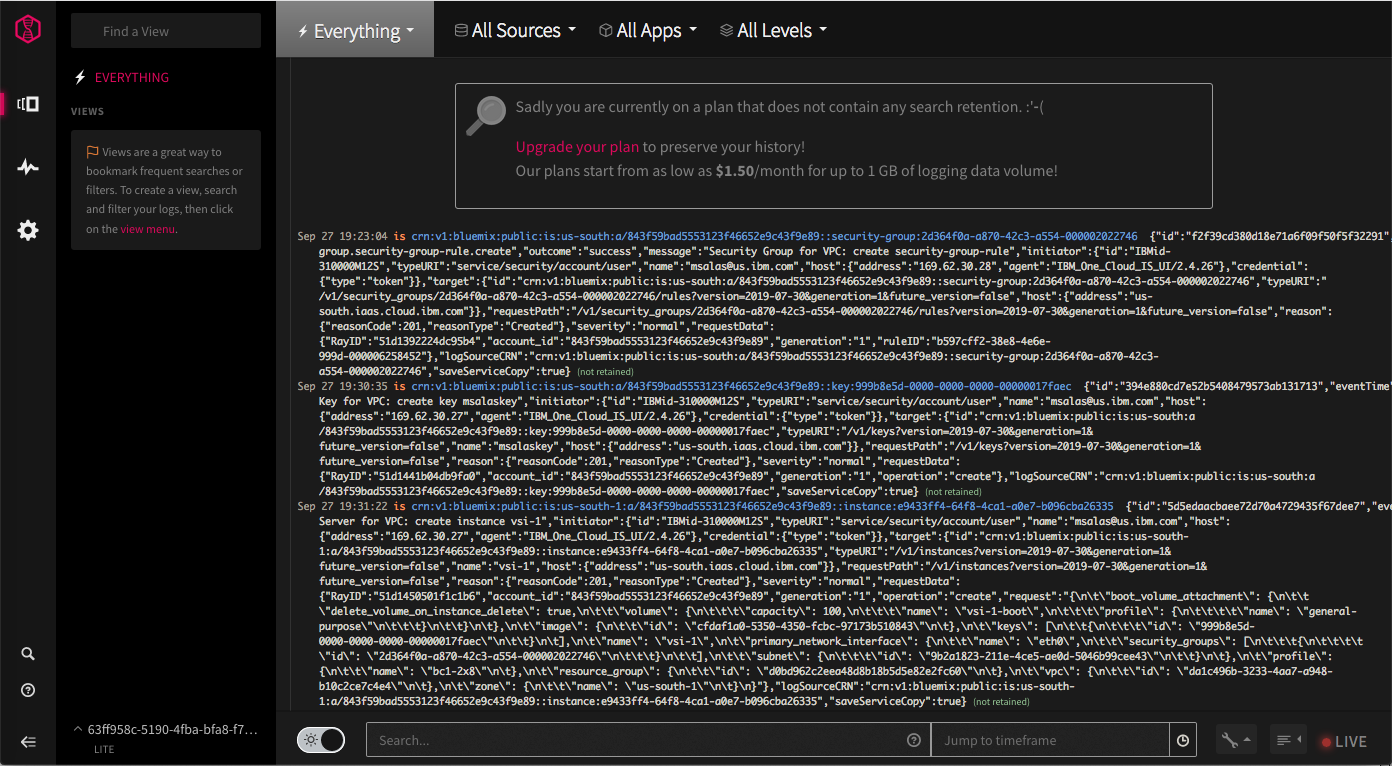 Find a View
EVERYTHING
VIEWS
Views are a great way to
bookmark frequent searches or
filters. To create a view, search
and filter your logs, then click
on the view menu.
63ff958c-5190-4fba-bfa8-f7...
LITE
Everything
All Sources
All Apps
All Levels
Sadly you are currently on a plan that does not contain any search retention. :'-(
Upgrade your plan to preserve your history!
Our plans start from as low as $1.50/month for up to 1 GB of logging data volume!
Sep 27 19:23:04 is crn:v1:bluemix:public:is:us-south:a/843f59bad5553123f46652e9c43f9e89::security-group:2d364f0a-a870-42c3-a554-000002022746 {"id":"f2f39cd380d18e71a6f09f50f5f32291",
group.security-group-rule.create","outcome":"success","message":"Security Group for VPC: create security-group-rule","initiator":{"id":"IBMid-
310000M12S","typeURI":"service/security/account/user","name":"msalas@us.ibm.com","host":{"address":"169.62.30.28","agent":"IBM_One_Cloud_IS_UI/2.4.26"},"credential":
{"type":"token"}},"target":{"id":"crn:v1:bluemix:public:is:us-south:a/843f59bad5553123f46652e9c43f9e89::security-group:2d364f0a-a870-42c3-a554-000002022746","typeURI":"
/v1/security_groups/2d364f0a-a870-42c3-a554-000002022746/rules?version=2019-07-30&generation=1&future_version=false","host":{"address":"us-
south.iaas.cloud.ibm.com"}},"requestPath":"/v1/security_groups/2d364f0a-a870-42c3-a554-000002022746/rules?version=2019-07-30&generation=1&future_version=false","reason":
{"reasonCode":201,"reasonType":"Created"},"severity":"normal","requestData":
{"RayID":"51d1392224dc95b4","account_id":"843f59bad5553123f46652e9c43f9e89","generation":"1","ruleID":"b597cff2-38e8-4e6e-
999d-000006258452"},"logSourceCRN":"crn:v1:bluemix:public:is:us-south:a/843f59bad5553123f46652e9c43f9e89::security-group:2d364f0a-a870-42c3-
a554-000002022746","saveServiceCopy":true} (not retained)
Sep 27 19:30:35 is crn:v1:bluemix:public:is:us-south:a/843f59bad5553123f46652e9c43f9e89::key:999b8e5d-0000-0000-0000-00000017faec {"id":"394e880cd7e52b5408479573ab131713","eventTime"
Key for VPC: create key msalaskey","initiator":{"id":"IBMid-310000M12S","typeURI":"service/security/account/user","name":"msalas@us.ibm.com","host":
{"address":"169.62.30.27","agent":"IBM_One_Cloud_IS_UI/2.4.26"},"credential":{"type":"token"}},"target":{"id":"crn:v1:bluemix:public:is:us-south:a
/843f59bad5553123f46652e9c43f9e89::key:999b8e5d-0000-0000-0000-00000017faec","typeURI":"/v1/keys?version=2019-07-30&generation=1&
future_version=false","name":"msalaskey","host":{"address":"us-south.iaas.cloud.ibm.com"}},"requestPath":"/v1/keys?version=2019-07-30&generation=1&
future_version=false","reason":{"reasonCode":201,"reasonType":"Created"},"severity":"normal","requestData":
{"RayID":"51d1441b04db9fa0","account_id":"843f59bad5553123f46652e9c43f9e89","generation":"1","operation":"create"},"logSourceCRN":"crn:v1:bluemix:public:is:us-south:a
/843f59bad5553123f46652e9c43f9e89::key:999b8e5d-0000-0000-0000-00000017faec","saveServiceCopy":true} (not retained)
Sep 27 19:31:22 is crn:v1:bluemix:public:is:us-south-1:a/843f59bad5553123f46652e9c43f9e89::instance:e9433ff4-64f8-4ca1-a0e7-b096cba26335 {"id":"5d5edaacbaee72d70a4729435f67dee7","eve
Server for VPC: create instance vsi-1","initiator":{"id":"IBMid-310000M12S","typeURI":"service/security/account/user","name":"msalas@us.ibm.com","host":
{"address":"169.62.30.27","agent":"IBM_One_Cloud_IS_UI/2.4.26"},"credential":{"type":"token"}},"target":{"id":"crn:v1:bluemix:public:is:us-south-
1:a/843f59bad5553123f46652e9c43f9e89::instance:e9433ff4-64f8-4ca1-a0e7-b096cba26335","typeURI":"/v1/instances?version=2019-07-30&generation=1&
future_version=false","name":"vsi-1","host":{"address":"us-south.iaas.cloud.ibm.com"}},"requestPath":"/v1/instances?version=2019-07-30&generation=1&
future_version=false","reason":{"reasonCode":201,"reasonType":"Created"},"severity":"normal","requestData":
{"RayID":"51d1450501f1c1b6","account_id":"843f59bad5553123f46652e9c43f9e89","generation":"1","operation":"create","request":"{\n\t\"boot_volume_attachment\": {\n\t\t
\"delete_volume_on_instance_delete\": true,\n\t\t\"volume\": {\n\t\t\t\"capacity\": 100,\n\t\t\t\"name\": \"vsi-1-boot\",\n\t\t\t\"profile\": {\n\t\t\t\t\"name\": \"general-
purpose\"\n\t\t\t}\n\t\t}\n\t},\n\t\"image\": {\n\t\t\"id\": \"cfdaf1a0-5350-4350-fcbc-97173b510843\"\n\t},\n\t\"keys\": [\n\t\t{\n\t\t\t\"id\": \"999b8e5d-
0000-0000-0000-00000017faec\"\n\t\t}\n\t],\n\t\"name\": \"vsi-1\",\n\t\"primary_network_interface\": {\n\t\t\"name\": \"eth0\",\n\t\t\"security_groups\": [\n\t\t\t{\n\t\t\t\t
\"id\": \"2d364f0a-a870-42c3-a554-000002022746\"\n\t\t\t}\n\t\t],\n\t\t\"subnet\": {\n\t\t\t\"id\": \"9b2a1823-211e-4ce5-ae0d-5046b99cee43\"\n\t\t}\n\t},\n\t\"profile\":
{\n\t\t\"name\": \"bc1-2x8\"\n\t},\n\t\"resource_group\": {\n\t\t\"id\": \"d0bd962c2eea48d8b18b5d5e82e2fc60\"\n\t},\n\t\"vpc\": {\n\t\t\"id\": \"da1c496b-3233-4aa7-a948-
b10c2ce7c4e4\"\n\t},\n\t\"zone\": {\n\t\t\"name\": \"us-south-1\"\n\t}\n}"},"logSourceCRN":"crn:v1:bluemix:public:is:us-south-
1:a/843f59bad5553123f46652e9c43f9e89::instance:e9433ff4-64f8-4ca1-a0e7-b096cba26335","saveServiceCopy":true} (not retained)
Search...
Jump to timeframe
LIVE